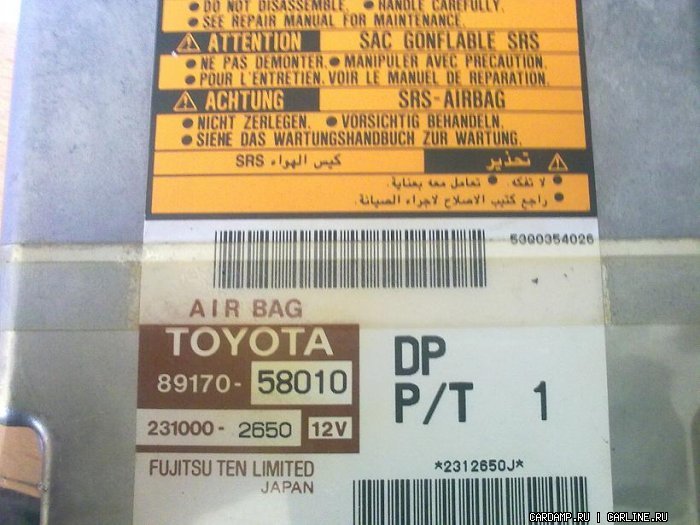 ● DO NOT DISASSEMBLE. ● HANDLE CAREFULLY.
● SEE REPAIR MANUAL FOR MAINTENANCE.
ATTENTION SAC GONFLABLE SRS
● NE PAS DEMONTER. ● MANIPULER AVEC PRECAUTION.
● POUR L'ENTRETIEN. VOIR LE MANUEL DE REPARATION.
ACHTUNG SRS-AIRBAG
● NICHT ZERLEGEN. ● VORSICHTIG BEHANDELN.
● SIEHE DAS WARTUNGSHANDBUCH ZUR WARTUNG.
تحذير كيس الهواء SRS
● لا تفكه. ● تعامل معه بعناية.
● راجع كتيب الاصلاح لاجراء الصيانة.
5300354026
AIR BAG
TOYOTA
89170-58010
231000-2650 12V
DP
P/T 1
FUJITSU TEN LIMITED
JAPAN
*2312650J*
CARDAMP.RU | CARLINE.RU